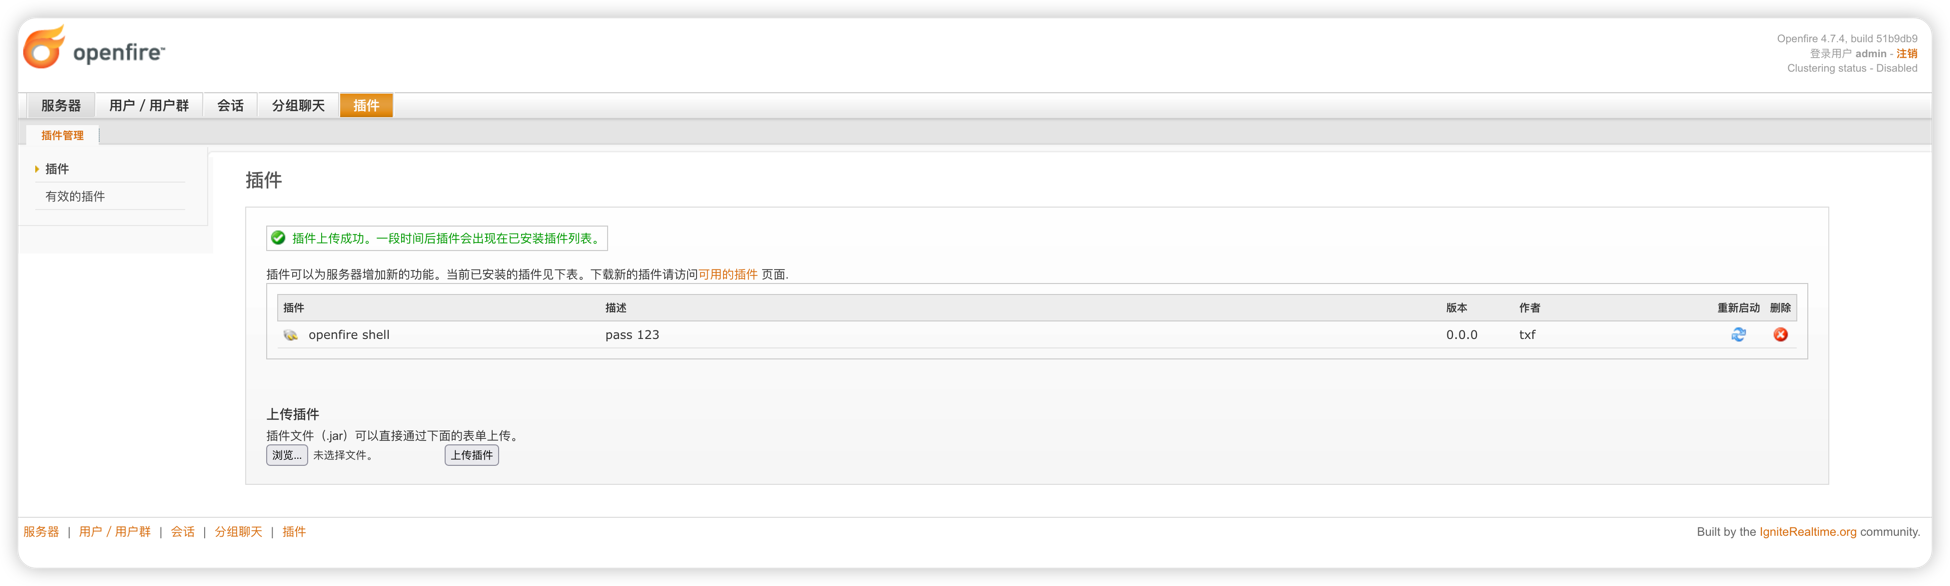 openfire™
Openfire 4.7.4, build 51b9db9
登录用户 admin - 注销
Clustering status - Disabled
服务器 用户 / 用户群 会话 分组聊天 插件
插件管理
插件
有效的插件
插件
插件上传成功。一段时间后插件会出现在已安装插件列表。
插件可以为服务器增加新的功能。当前已安装的插件见下表。下载新的插件请访问可用的插件 页面.
插件 描述 版本 作者 重新启动 删除
openfire shell pass 123 0.0.0 txf
上传插件
插件文件（.jar）可以直接通过下面的表单上传。
浏览... 未选择文件。 上传插件
服务器 | 用户 / 用户群 | 会话 | 分组聊天 | 插件
Built by the IgniteRealtime.org community.